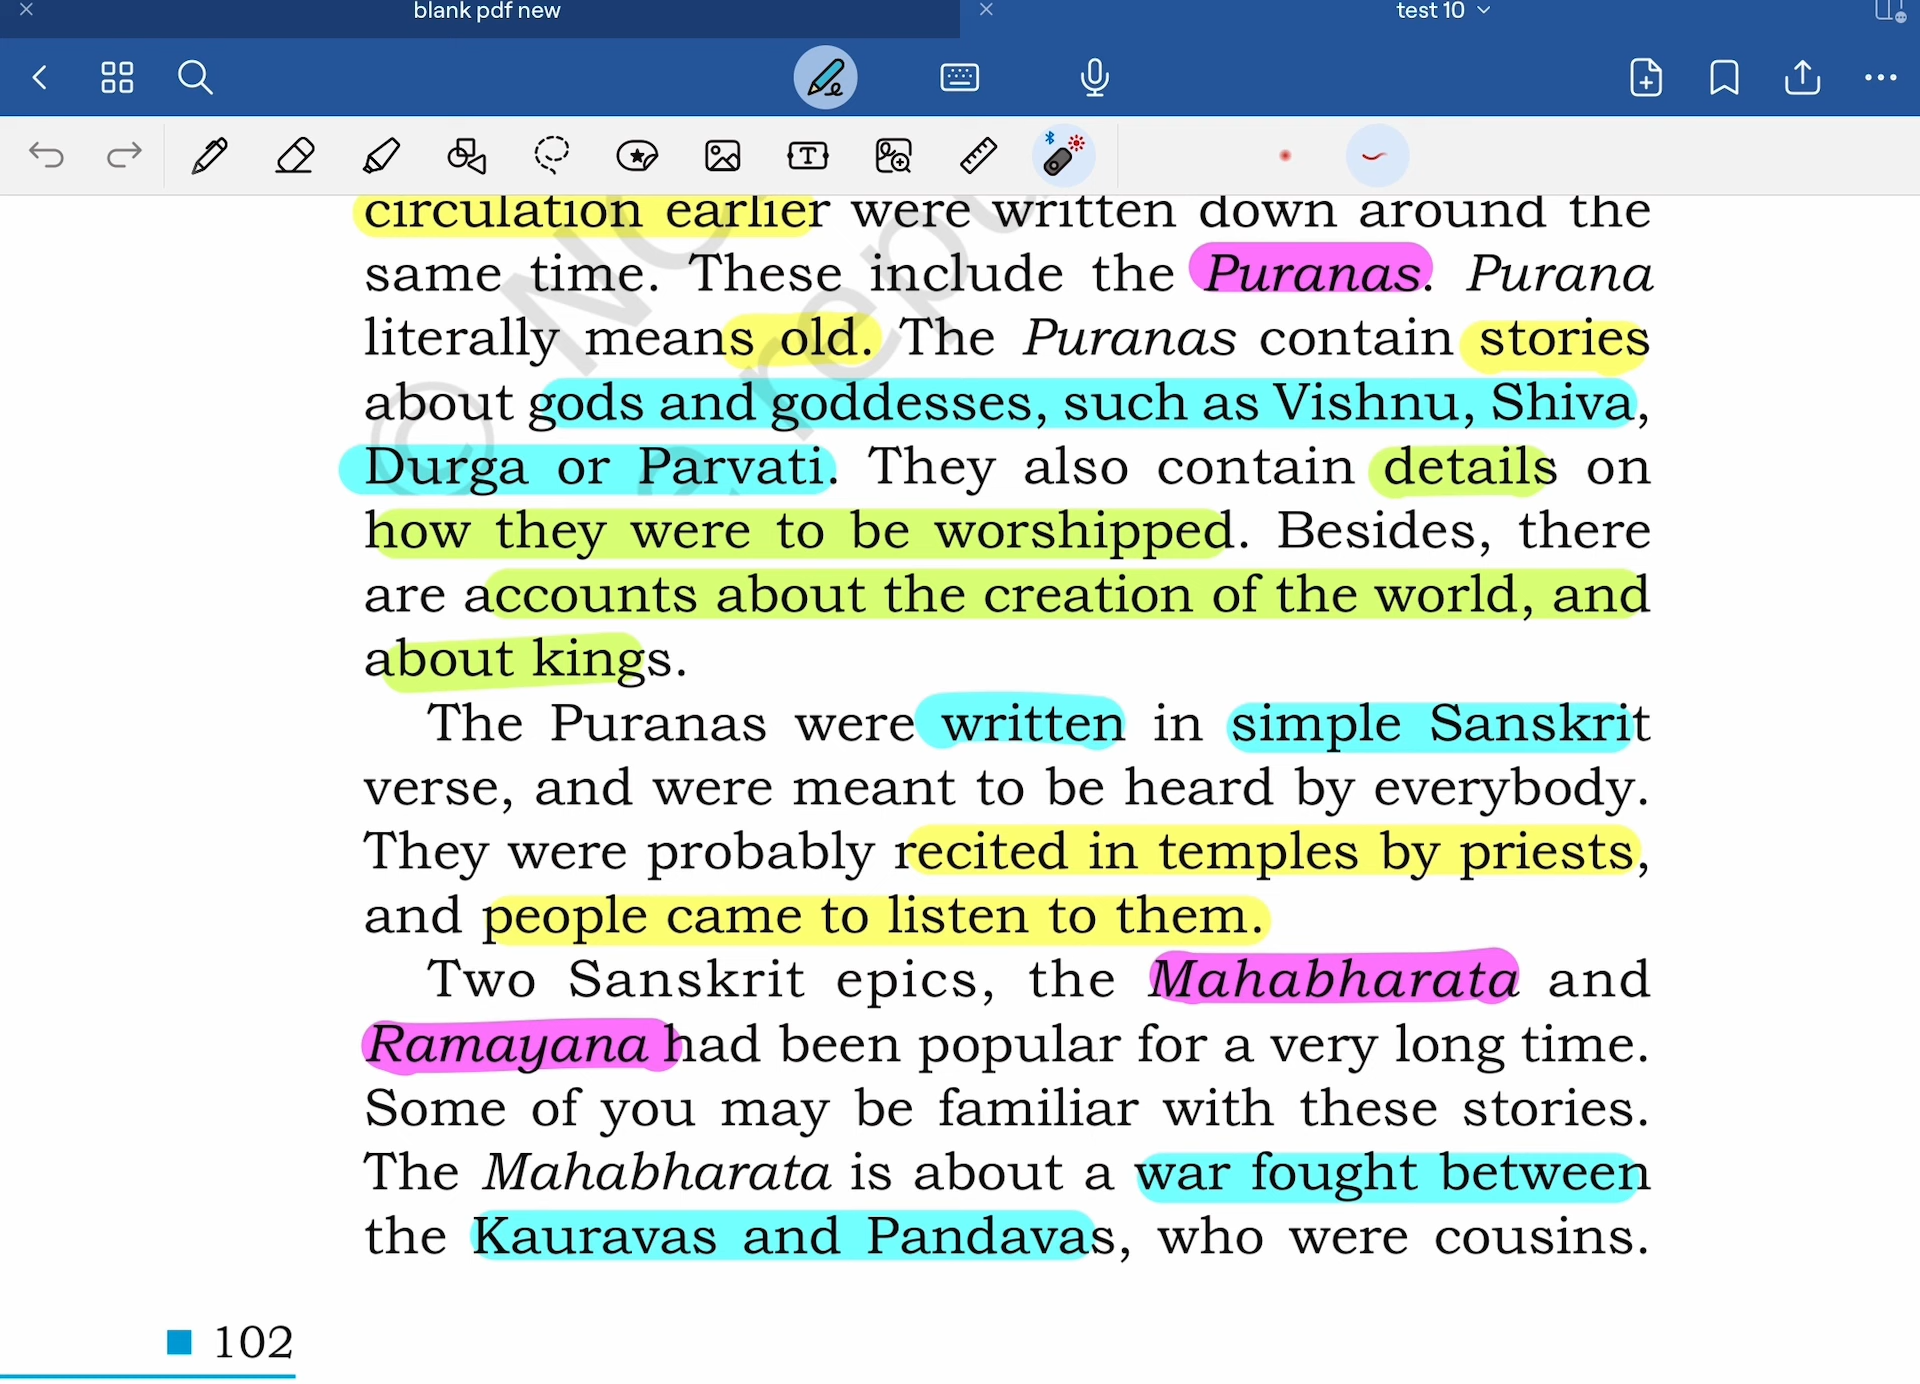 blank pdf new
test 10
circulation earlier were written down around the
same time. These include the Puranas. Purana
literally means old. The Puranas contain stories
about gods and goddesses, such as Vishnu, Shiva,
Durga or Parvati. They also contain details on
how they were to be worshipped. Besides, there
are accounts about the creation of the world, and
about kings.
The Puranas were written in simple Sanskrit
verse, and were meant to be heard by everybody.
They were probably recited in temples by priests,
and people came to listen to them.
Two Sanskrit epics, the Mahabharata and
Ramayana had been popular for a very long time.
Some of you may be familiar with these stories.
The Mahabharata is about a war fought between
the Kauravas and Pandavas, who were cousins.
102